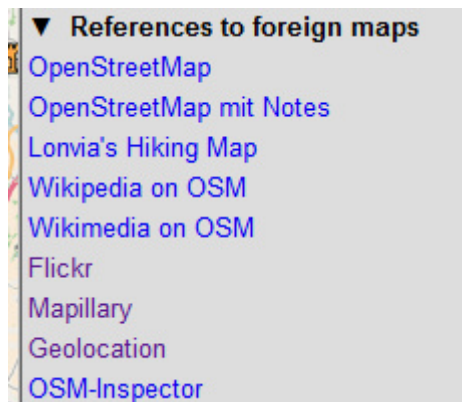 ▼ References to foreign maps
OpenStreetMap
OpenStreetMap mit Notes
Lonvia's Hiking Map
Wikipedia on OSM
Wikimedia on OSM
Flickr
Mapillary
Geolocation
OSM-Inspector